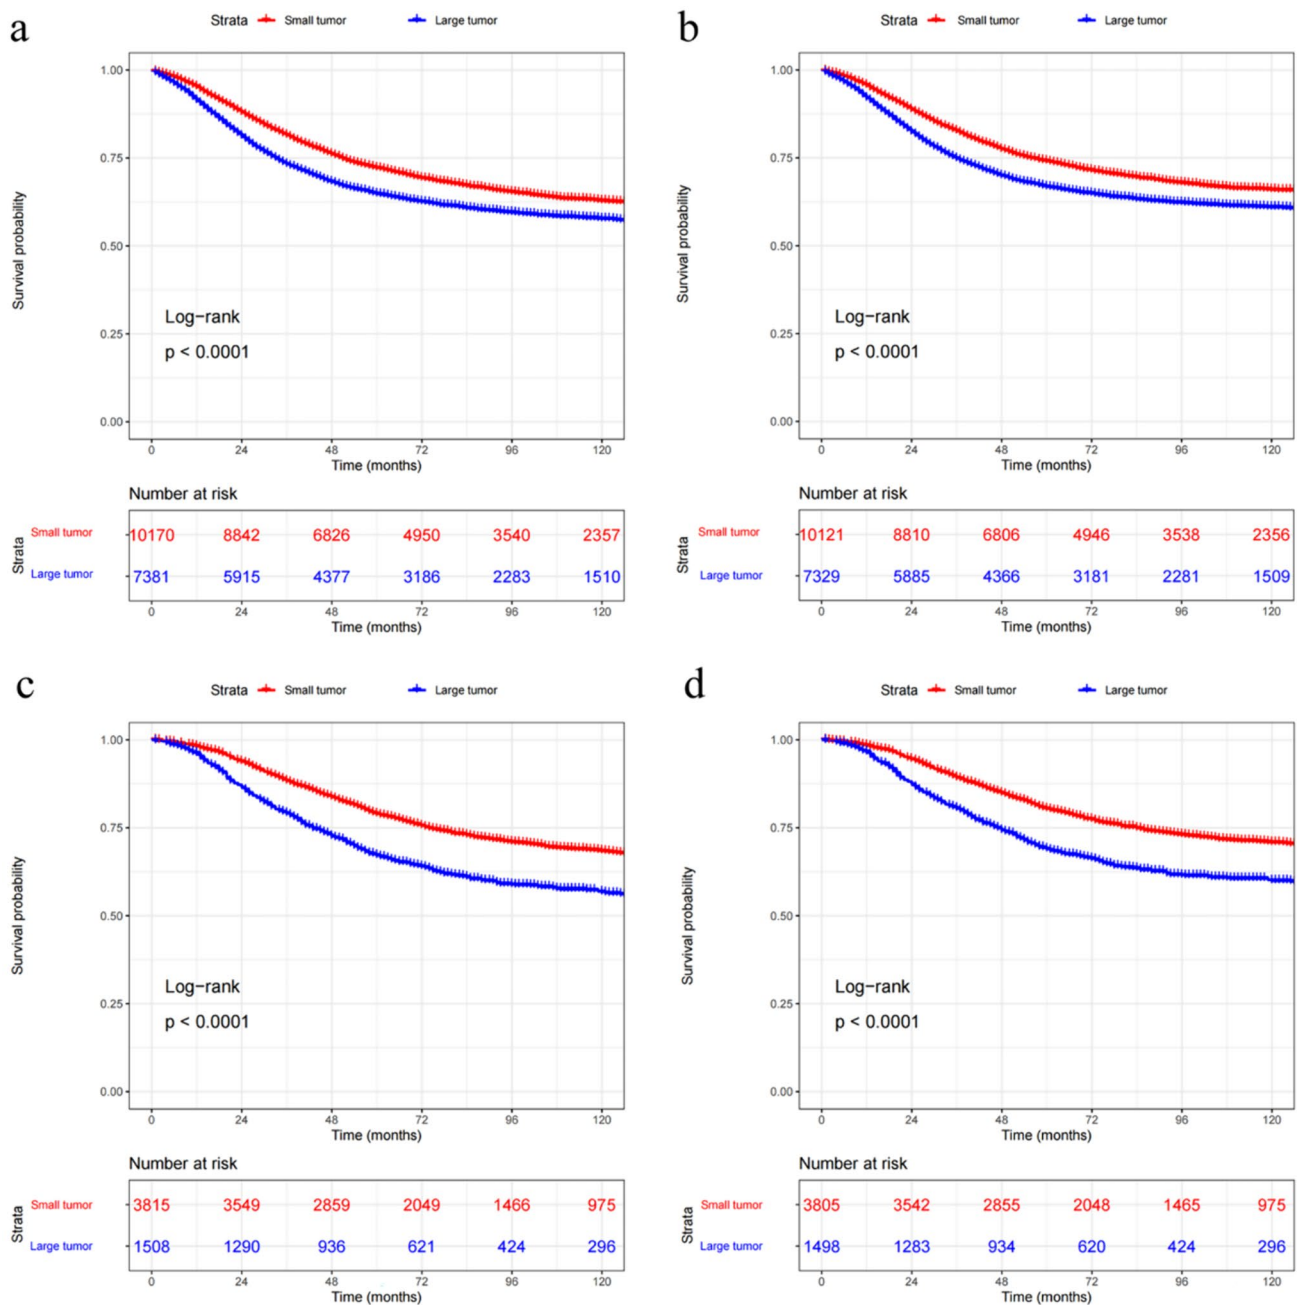 a
Strata Small tumor Large tumor
1.00
0.75
0.50
0.25
0.00
Survival probability
Log-rank
p < 0.0001
0 24 48 72 96 120
Time (months)
Number at risk
Strata
Small tumor 10170 8842 6826 4950 3540 2357
Large tumor 7381 5915 4377 3186 2283 1510
0 24 48 72 96 120
Time (months)
b
Strata Small tumor Large tumor
1.00
0.75
0.50
0.25
0.00
Survival probability
Log-rank
p < 0.0001
0 24 48 72 96 120
Time (months)
Number at risk
Strata
Small tumor 10121 8810 6806 4946 3538 2356
Large tumor 7329 5885 4366 3181 2281 1509
0 24 48 72 96 120
Time (months)
c
Strata Small tumor Large tumor
1.00
0.75
0.50
0.25
0.00
Survival probability
Log-rank
p < 0.0001
0 24 48 72 96 120
Time (months)
Number at risk
Strata
Small tumor 3815 3549 2859 2049 1466 975
Large tumor 1508 1290 936 621 424 296
0 24 48 72 96 120
Time (months)
d
Strata Small tumor Large tumor
1.00
0.75
0.50
0.25
0.00
Survival probability
Log-rank
p < 0.0001
0 24 48 72 96 120
Time (months)
Number at risk
Strata
Small tumor 3805 3542 2855 2048 1465 975
Large tumor 1498 1283 934 620 424 296
0 24 48 72 96 120
Time (months)